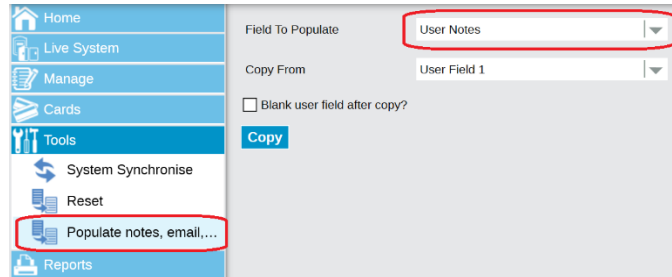 Home
Live System
Manage
Cards
Tools
System Synchronise
Reset
Populate notes, email,...
Reports
Field To Populate
User Notes
Copy From
User Field 1
Blank user field after copy?
Copy